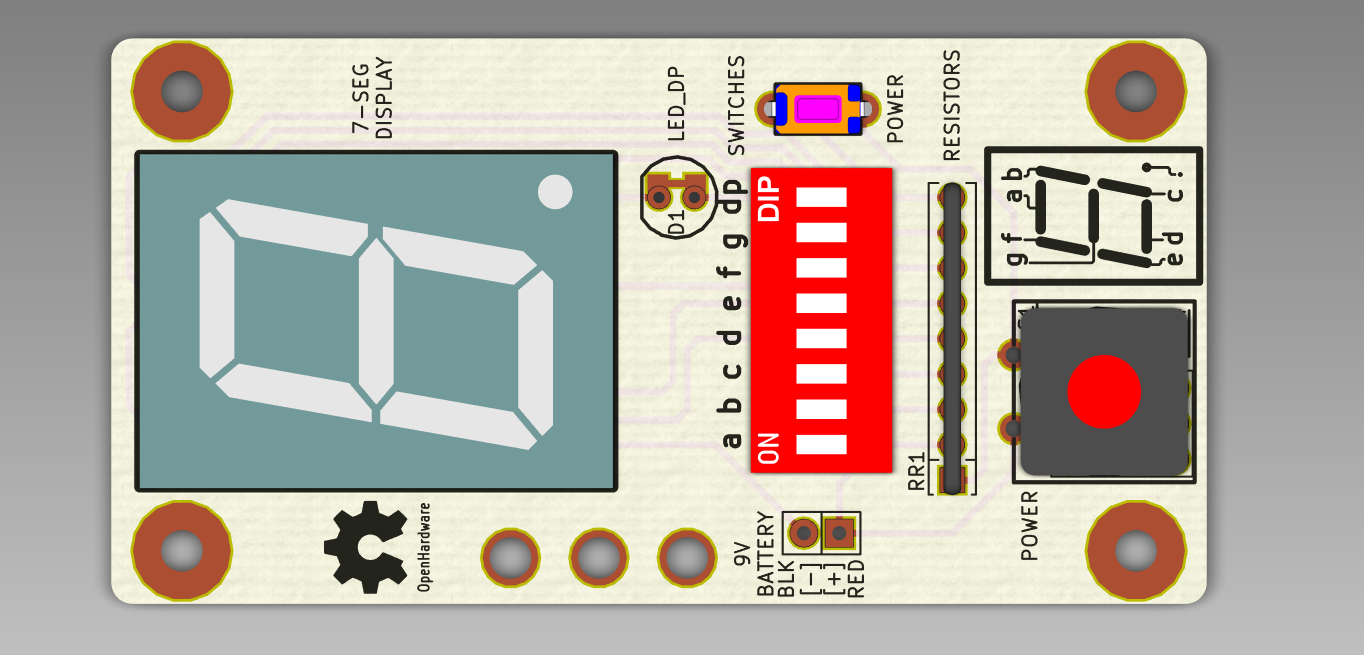 7-SEG
DISPLAY
LED_DP
SWITCHES
POWER
RESISTORS
D1
dp
g
f
e
d
c
b
a
DIP
ON
a b
c .
g f
e d
RR1
POWER
OpenHardware
9V
BATTERY
BLK
[-]
[+]
RED